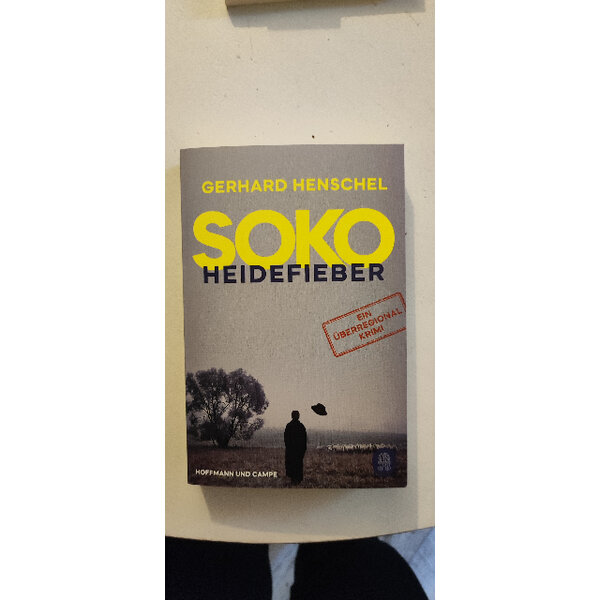 GERHARD HENSCHEL
SOKO
HEIDEFIEBER
EIN
ÜBERREGIONAL
KRIMI
HOFFMANN UND CAMPE